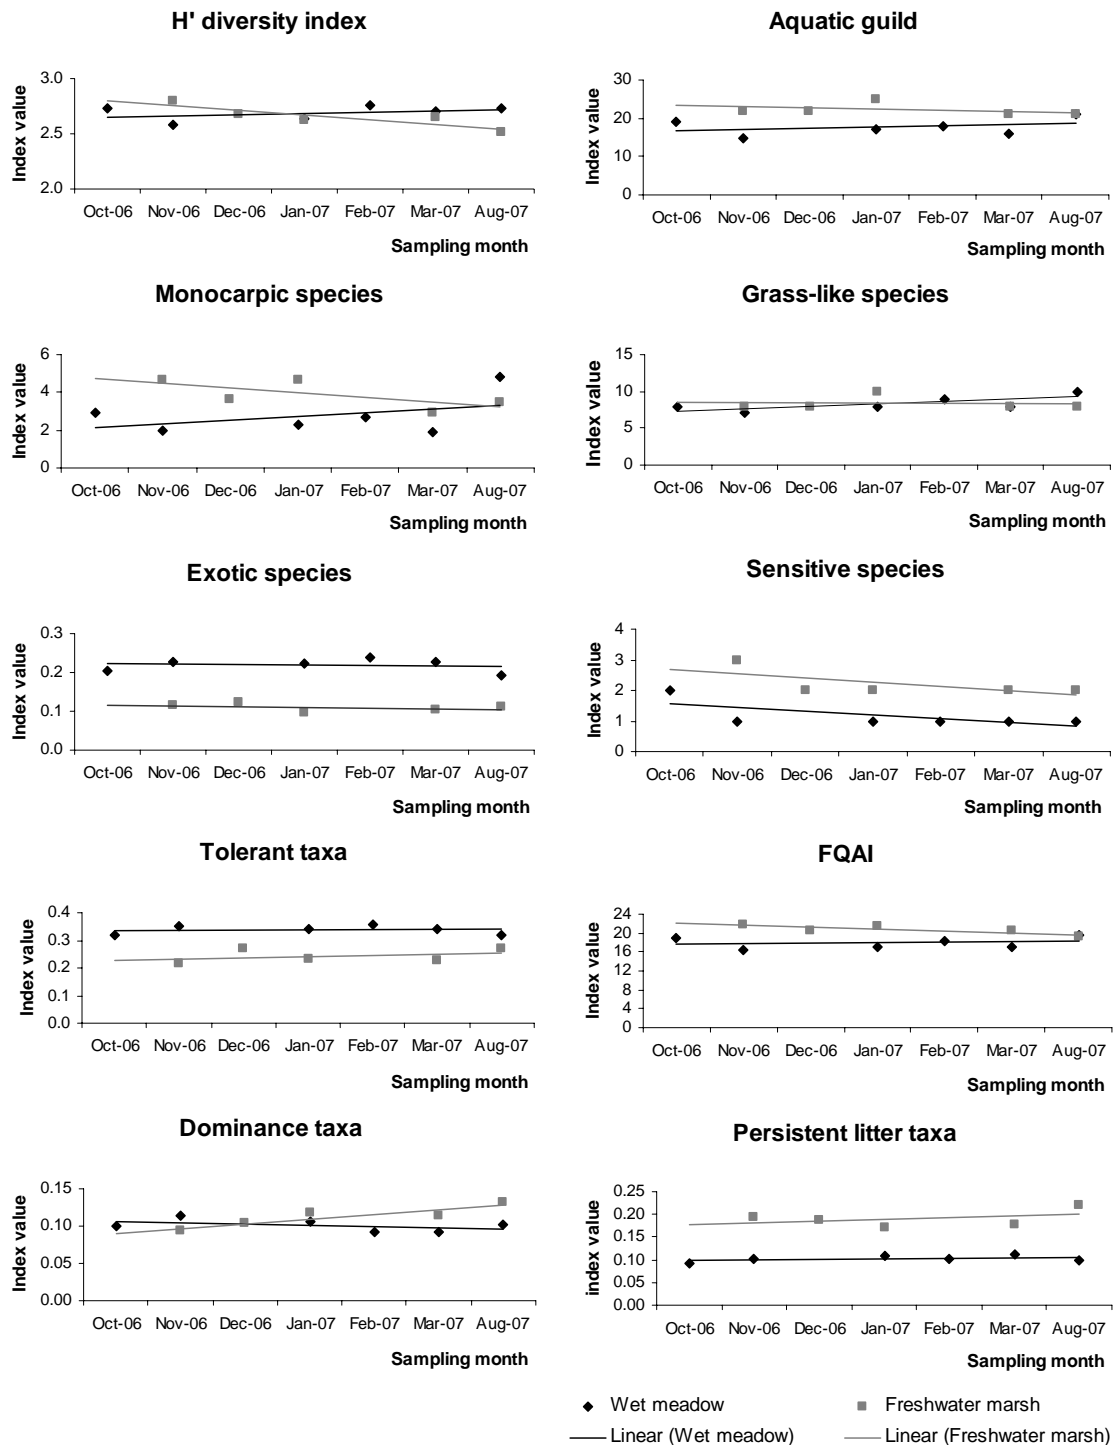 H' diversity index
Index value
3.0
2.5
2.0
Oct-06 Nov-06 Dec-06 Jan-07 Feb-07 Mar-07 Aug-07
Sampling month
Aquatic guild
Index value
30
20
10
0
Oct-06 Nov-06 Dec-06 Jan-07 Feb-07 Mar-07 Aug-07
Sampling month
Monocarpic species
Index value
6
4
2
0
Oct-06 Nov-06 Dec-06 Jan-07 Feb-07 Mar-07 Aug-07
Sampling month
Grass-like species
Index value
15
10
5
0
Oct-06 Nov-06 Dec-06 Jan-07 Feb-07 Mar-07 Aug-07
Sampling month
Exotic species
Index value
0.3
0.2
0.1
0.0
Oct-06 Nov-06 Dec-06 Jan-07 Feb-07 Mar-07 Aug-07
Sampling month
Sensitive species
Index value
4
3
2
1
0
Oct-06 Nov-06 Dec-06 Jan-07 Feb-07 Mar-07 Aug-07
Sampling month
Tolerant taxa
Index value
0.4
0.3
0.2
0.1
0.0
Oct-06 Nov-06 Dec-06 Jan-07 Feb-07 Mar-07 Aug-07
Sampling month
FQAI
Index value
24
20
16
12
8
4
0
Oct-06 Nov-06 Dec-06 Jan-07 Feb-07 Mar-07 Aug-07
Sampling month
Dominance taxa
Index value
0.15
0.10
0.05
0.00
Oct-06 Nov-06 Dec-06 Jan-07 Feb-07 Mar-07 Aug-07
Sampling month
Persistent litter taxa
index value
0.25
0.20
0.15
0.10
0.05
0.00
Oct-06 Nov-06 Dec-06 Jan-07 Feb-07 Mar-07 Aug-07
Sampling month
Wet meadow Freshwater marsh
Linear (Wet meadow) Linear (Freshwater marsh)